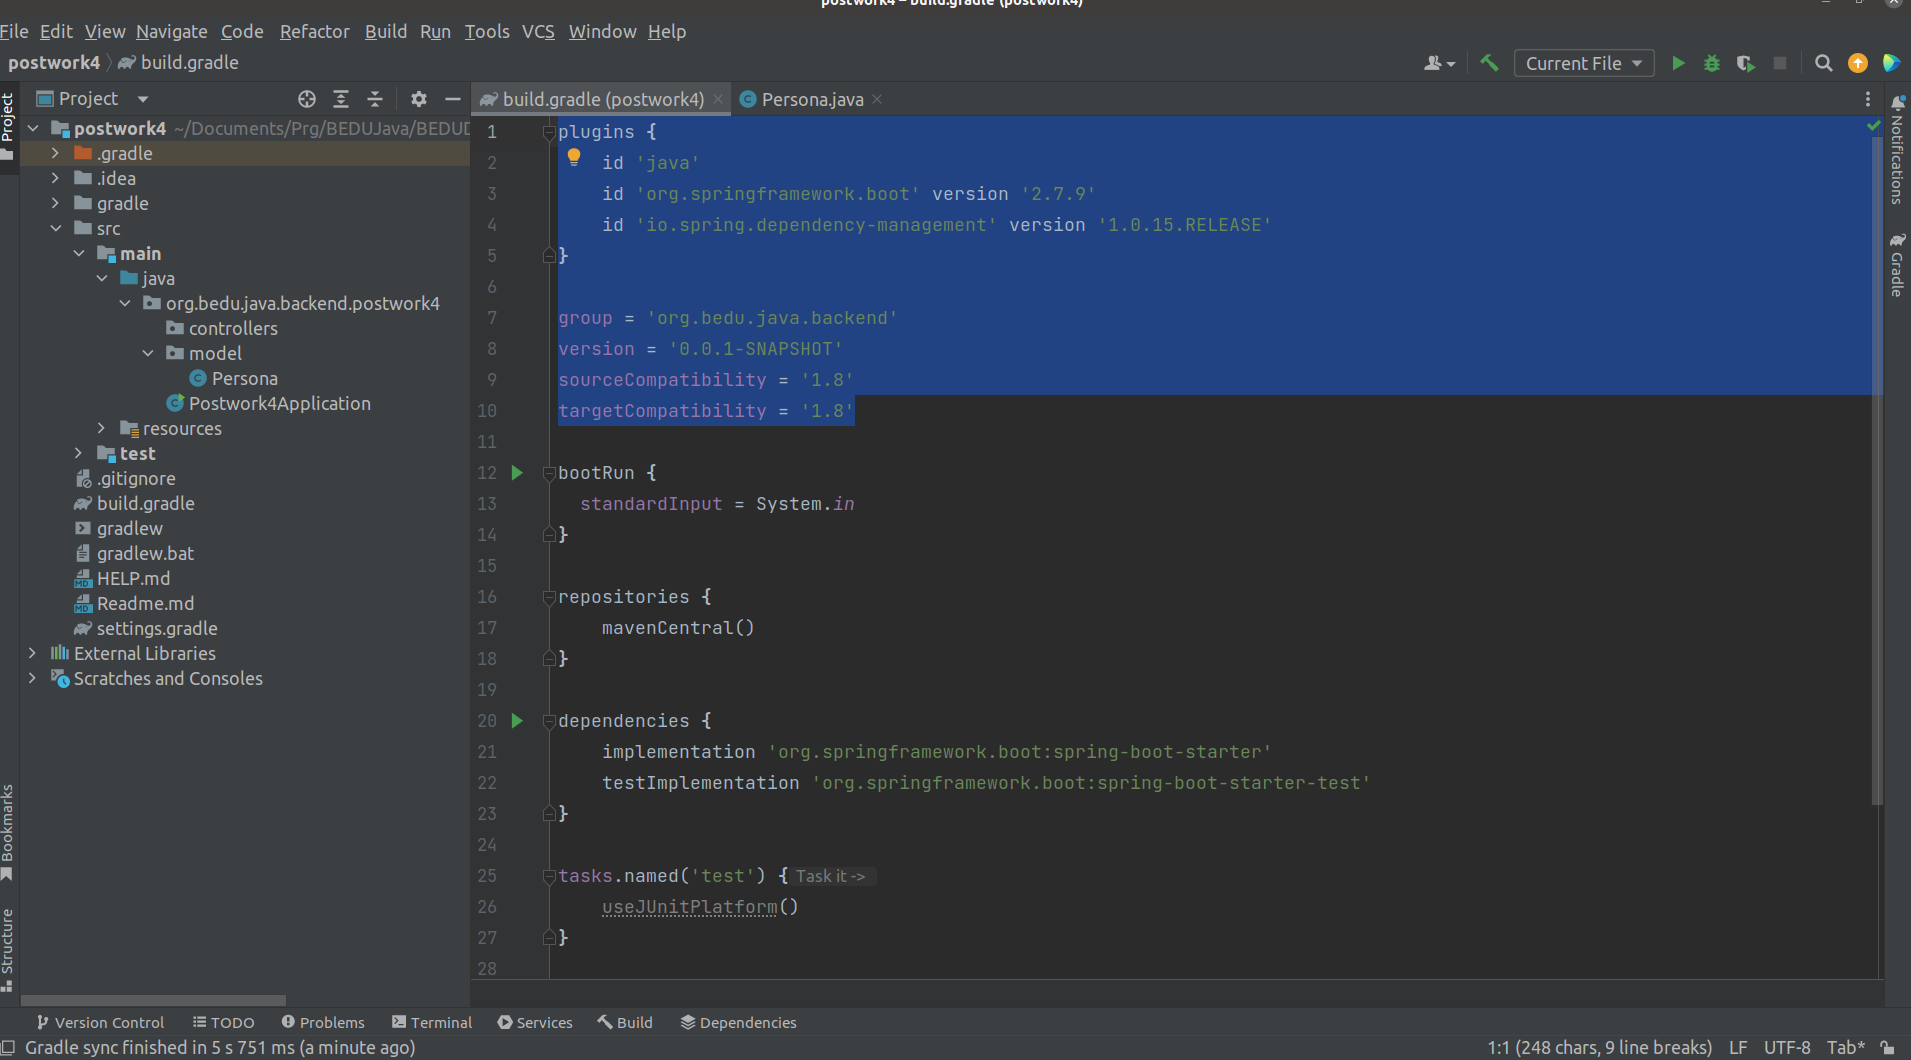 postwork4 – build.gradle (postwork4)
File Edit View Navigate Code Refactor Build Run Tools VCS Window Help
postwork4 build.gradle
Current File
Project
build.gradle (postwork4)
Persona.java
Project
Bookmarks
Structure
postwork4 ~/Documents/Prg/BEDUJava/BEDUD
.gradle
.idea
gradle
src
main
java
org.bedu.java.backend.postwork4
controllers
model
Persona
Postwork4Application
resources
test
.gitignore
build.gradle
gradlew
gradlew.bat
HELP.md
Readme.md
settings.gradle
External Libraries
Scratches and Consoles
1 plugins {
2 id 'java'
3 id 'org.springframework.boot' version '2.7.9'
4 id 'io.spring.dependency-management' version '1.0.15.RELEASE'
5 }
6
7 group = 'org.bedu.java.backend'
8 version = '0.0.1-SNAPSHOT'
9 sourceCompatibility = '1.8'
10 targetCompatibility = '1.8'
11
12 bootRun {
13 standardInput = System.in
14 }
15
16 repositories {
17 mavenCentral()
18 }
19
20 dependencies {
21 implementation 'org.springframework.boot:spring-boot-starter'
22 testImplementation 'org.springframework.boot:spring-boot-starter-test'
23 }
24
25 tasks.named('test') { Task it ->
26 useJUnitPlatform()
27 }
28
Notifications
Gradle
Version Control TODO Problems Terminal Services Build Dependencies
Gradle sync finished in 5 s 751 ms (a minute ago)
1:1 (248 chars, 9 line breaks) LF UTF-8 Tab*